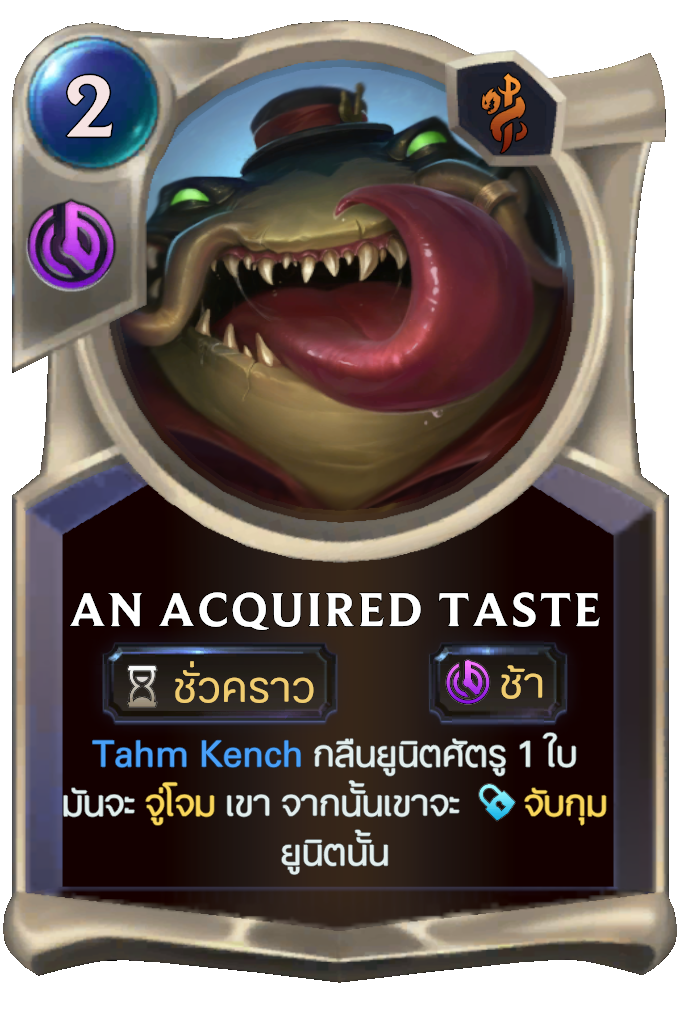 2
AN ACQUIRED TASTE
ชั่วคราว
ช้า
Tahm Kench กลืนยูนิตศัตรู 1 ใบ
มันจะ จู่โจม เขา จากนั้นเขาจะ จับกุม
ยูนิตนั้น